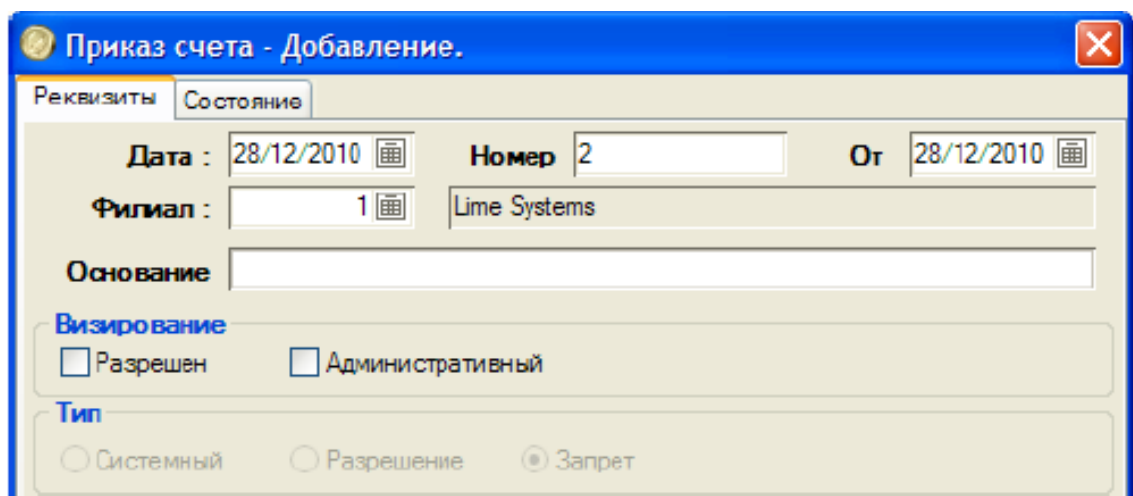 Приказ счета - Добавление.
Реквизиты Состояние
Дата : 28/12/2010 Номер 2 От 28/12/2010
Филиал : 1 Lime Systems
Основание
Визирование
Разрешен Административный
Тип
Системный Разрешение Запрет